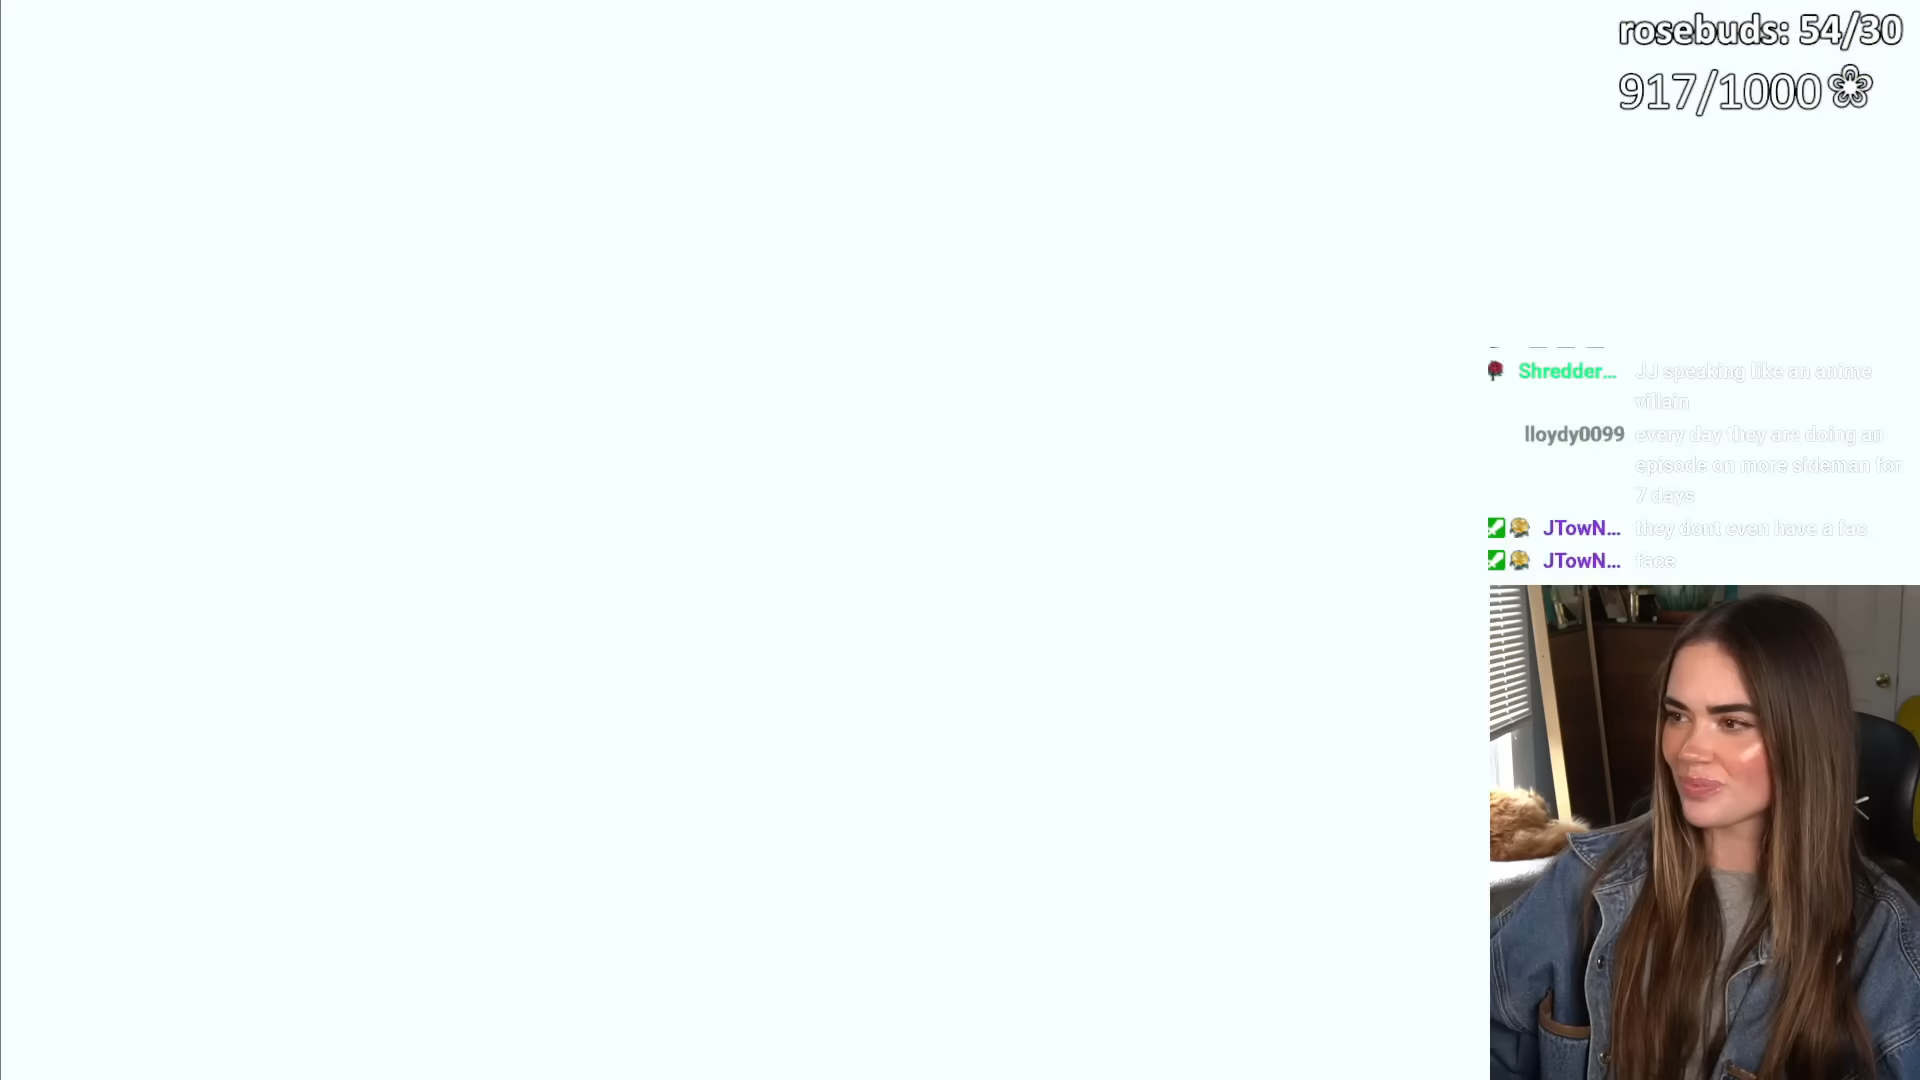 rosebuds: 54/30
917/1000
Shredder... JJ speaking like an anime
villain
lloydy0099 every day they are doing an
episode on more sideman for
7 days
JTowN... they dont even have a fac
JTowN... face